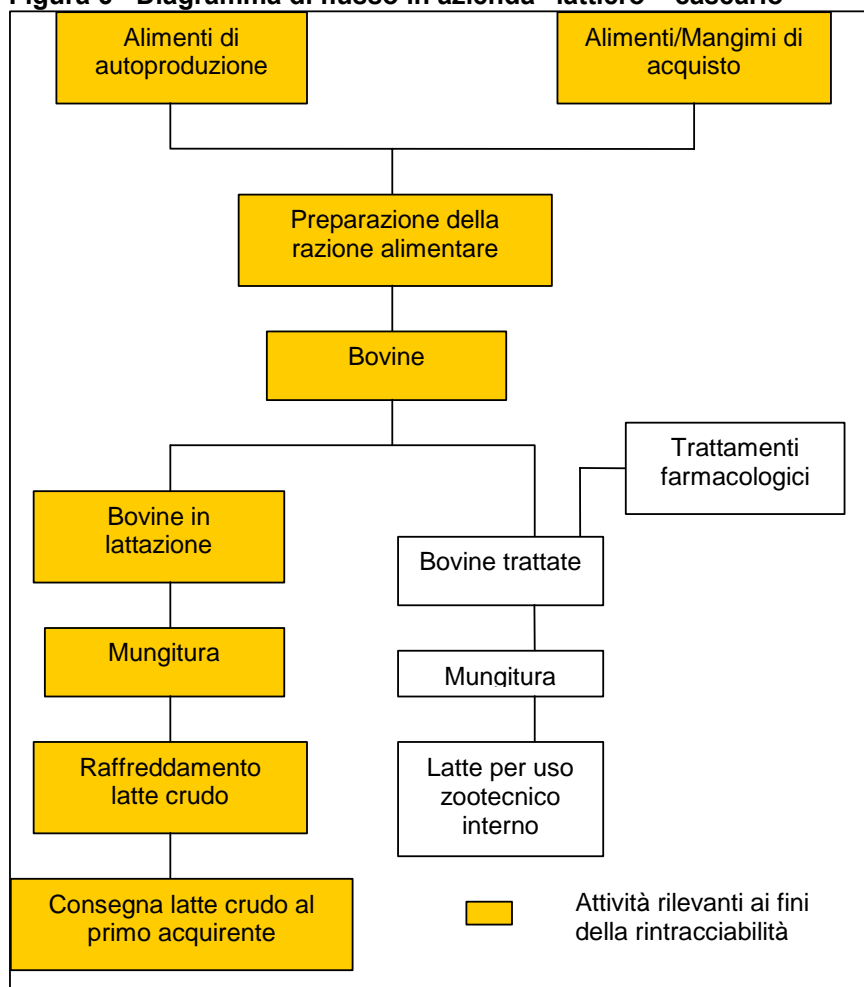 Alimenti di
autoproduzione
Alimenti/Mangimi di
acquisto
Preparazione della
razione alimentare
Bovine
Trattamenti
farmacologici
Bovine in
lattazione
Bovine trattate
Mungitura
Mungitura
Raffreddamento
latte crudo
Latte per uso
zootecnico
interno
Consegna latte crudo al
primo acquirente
Attività rilevanti ai fini
della rintracciabilità